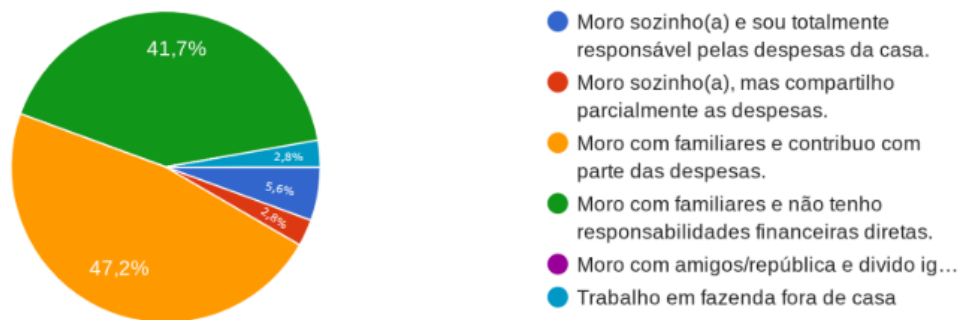 41,7%
2,8%
5,6%
2,8%
47,2%
Moro sozinho(a) e sou totalmente
responsável pelas despesas da casa.
Moro sozinho(a), mas compartilho
parcialmente as despesas.
Moro com familiares e contribuo com
parte das despesas.
Moro com familiares e não tenho
responsabilidades financeiras diretas.
Moro com amigos/república e divido ig…
Trabalho em fazenda fora de casa